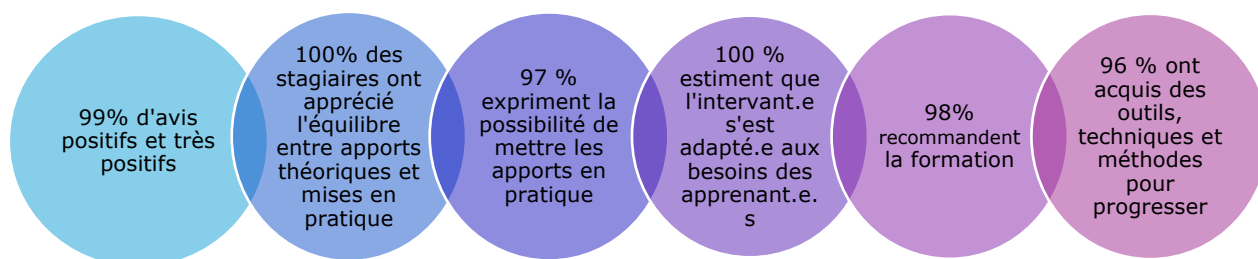 99% d'avis
positifs et très
positifs
100% des
stagiaires ont
apprécié
l'équilibre
entre apports
théoriques et
mises en
pratique
97 %
expriment la
possibilité de
mettre les
apports en
pratique
100 %
estiment que
l'intervant.e
s'est
adapté.e aux
besoins des
apprenant.e.
s
98%
recommandent
la formation
96 % ont
acquis des
outils,
techniques et
méthodes
pour
progresser